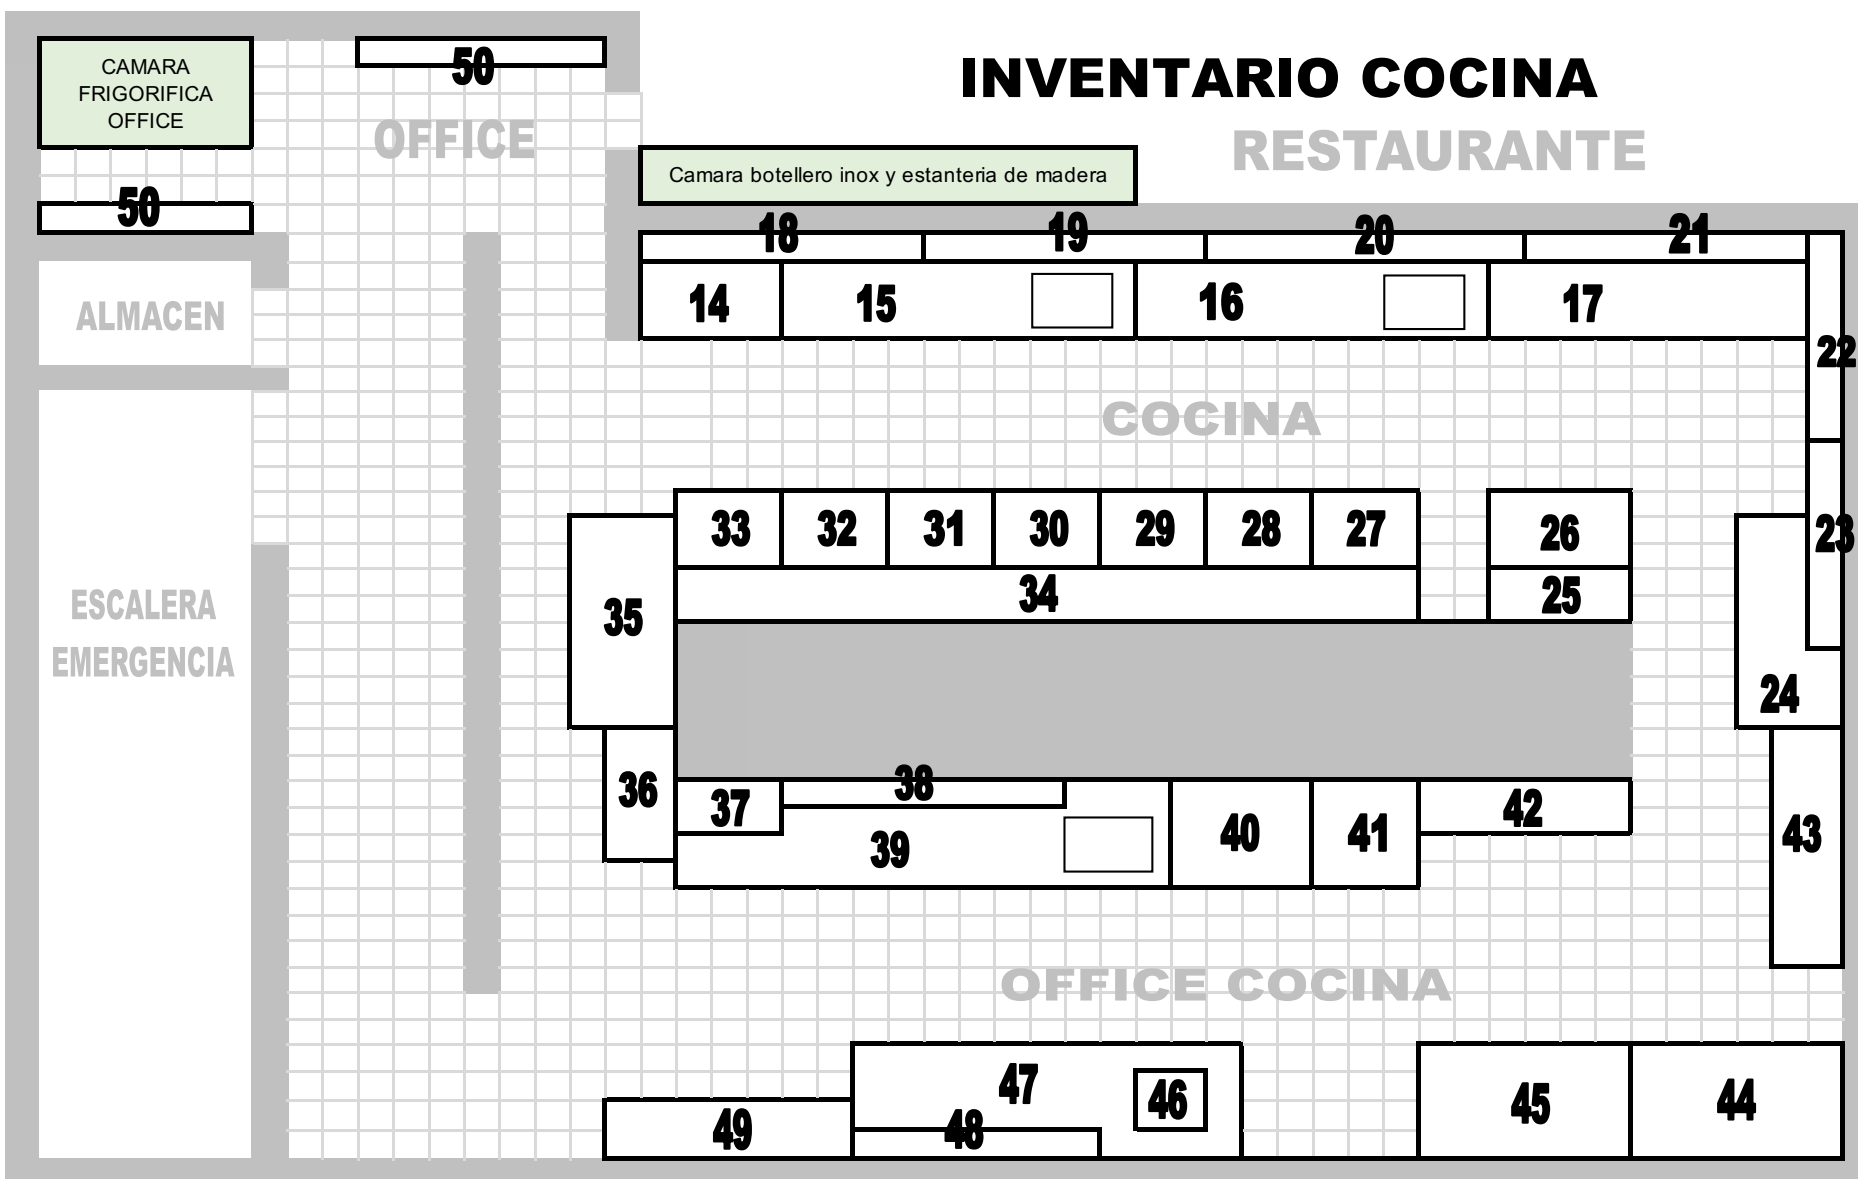 CAMARA
FRIGORIFICA
OFFICE
50
INVENTARIO COCINA
OFFICE
RESTAURANTE
Camara botellero inox y estanteria de madera
50
18 19 20 21
14 15 16 17
ALMACEN
22
COCINA
33 32 31 30 29 28 27 26
23
34 25
35
ESCALERA
EMERGENCIA
24
36
38
37 42
39 40 41 43
OFFICE COCINA
47 46 45 44
49 48